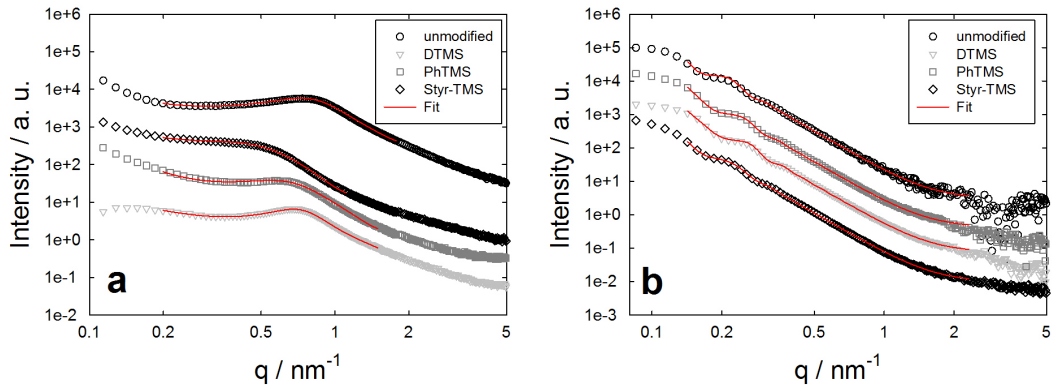 1e+6
1e+5
1e+4
1e+3
1e+2
1e+1
1e+0
1e-1
1e-2
Intensity / a. u.
0.1 0.2 0.5 1 2 5
q / nm⁻¹
unmodified
DTMS
PhTMS
Styr-TMS
Fit
a
1e+6
1e+5
1e+4
1e+3
1e+2
1e+1
1e+0
1e-1
1e-2
1e-3
Intensity / a. u.
0.1 0.2 0.5 1 2 5
q / nm⁻¹
unmodified
DTMS
PhTMS
Styr-TMS
Fit
b